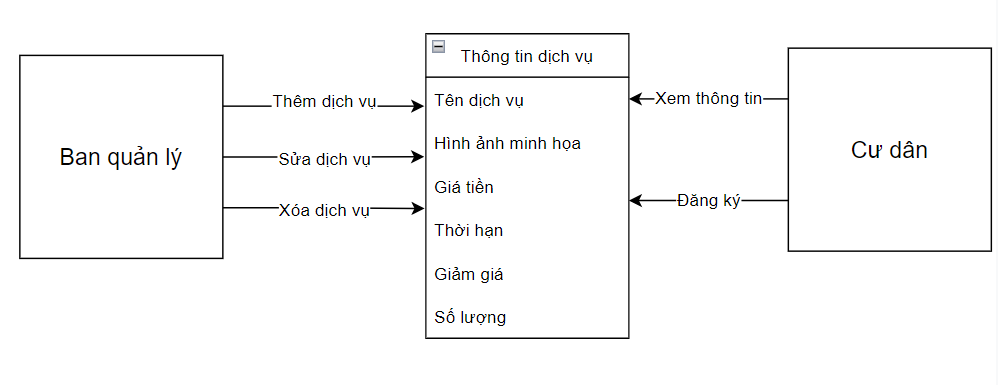 Ban quản lý
Thêm dịch vụ
Sửa dịch vụ
Xóa dịch vụ
Thông tin dịch vụ
Tên dịch vụ
Hình ảnh minh họa
Giá tiền
Thời hạn
Giảm giá
Số lượng
Xem thông tin
Đăng ký
Cư dân